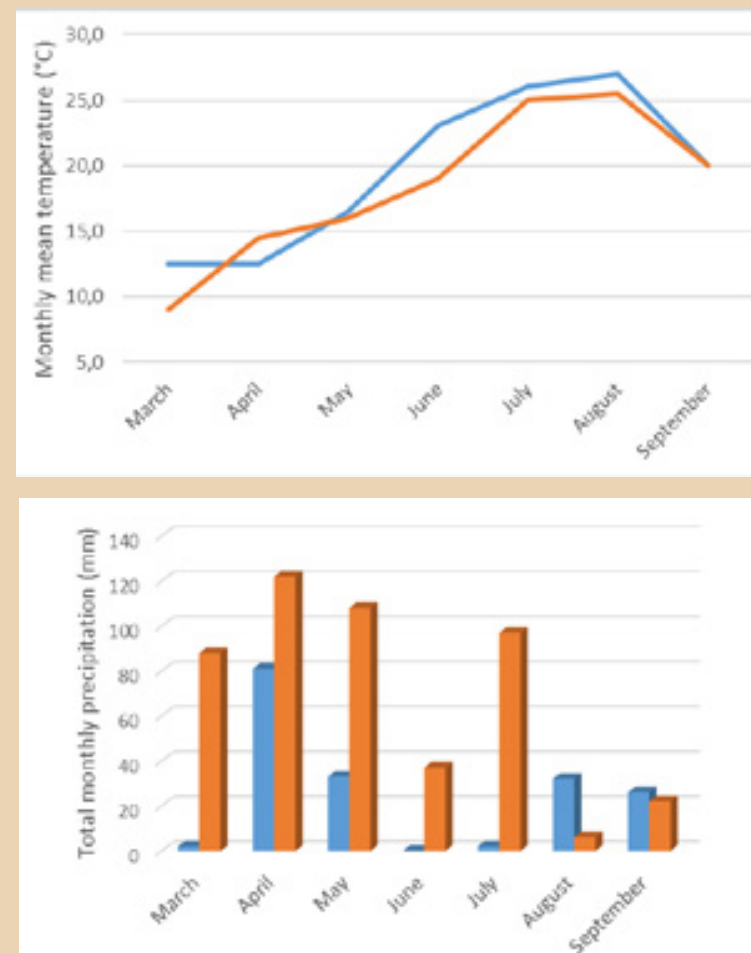 Monthly mean temperature (°C)
30,0
25,0
20,0
15,0
10,0
5,0
March
April
May
June
July
August
September
Total monthly precipitation (mm)
140
120
100
80
60
40
20
0
March
April
May
June
July
August
September